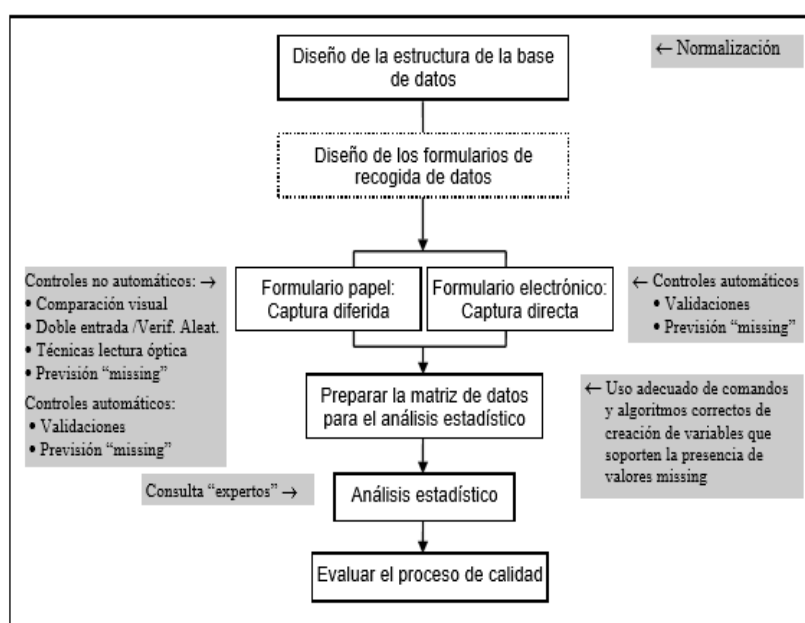 Diseño de la estructura de la base
de datos
← Normalización
Diseño de los formularios de
recogida de datos
Controles no automáticos: →
• Comparación visual
• Doble entrada /Verif. Aleat.
• Técnicas lectura óptica
• Previsión “missing”
Controles automáticos:
• Validaciones
• Previsión “missing”
Formulario papel:
Captura diferida
Formulario electrónico:
Captura directa
← Controles automáticos
• Validaciones
• Previsión “missing”
Preparar la matriz de datos
para el análisis estadístico
← Uso adecuado de comandos
y algoritmos correctos de
creación de variables que
soporten la presencia de
valores missing
Consulta “expertos” →
Análisis estadístico
Evaluar el proceso de calidad